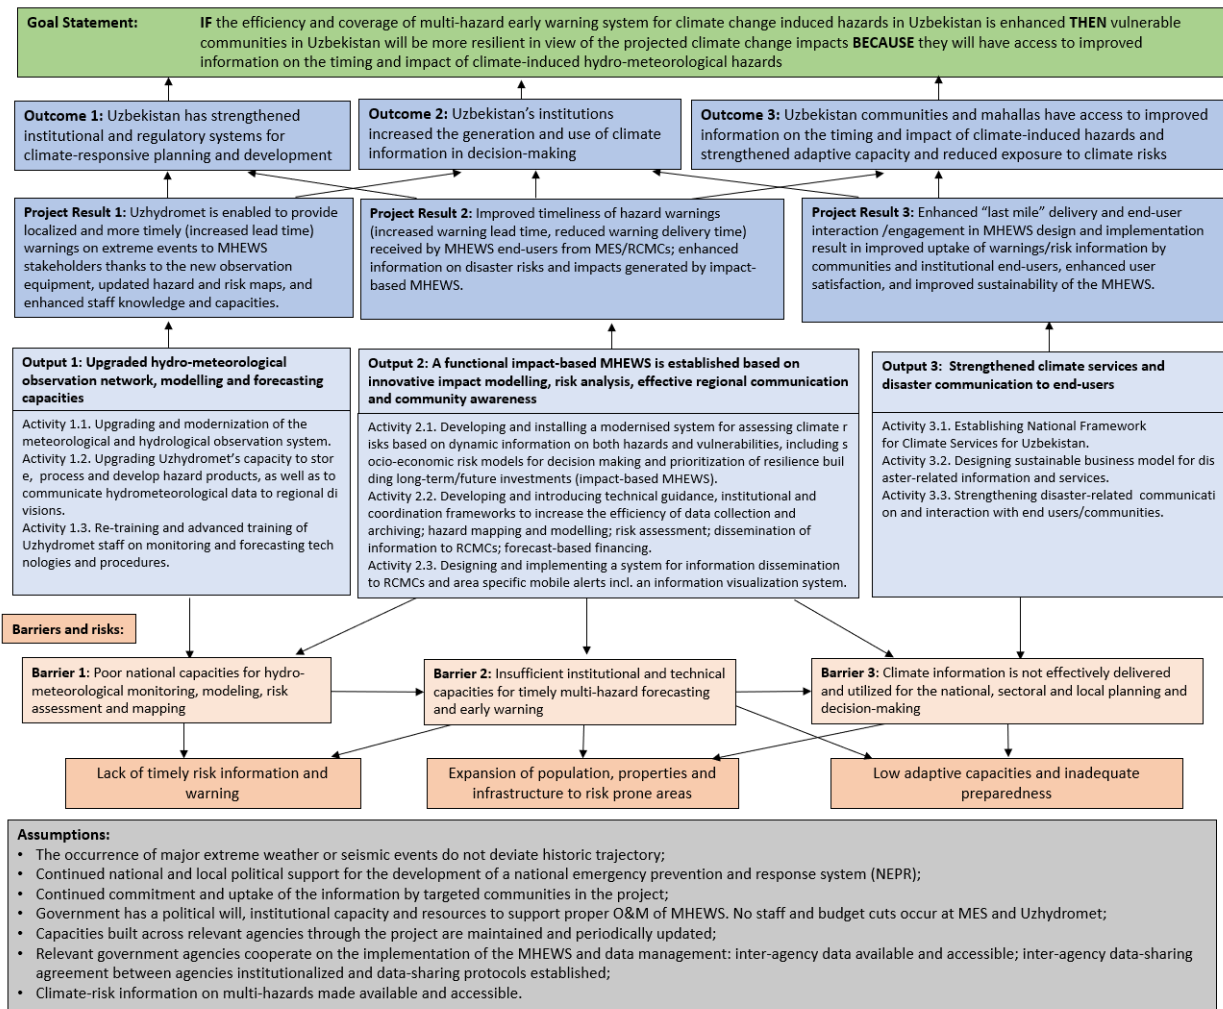 Goal Statement:
IF the efficiency and coverage of multi-hazard early warning system for climate change induced hazards in Uzbekistan is enhanced THEN vulnerable
communities in Uzbekistan will be more resilient in view of the projected climate change impacts BECAUSE they will have access to improved
information on the timing and impact of climate-induced hydro-meteorological hazards
Outcome 1: Uzbekistan has strengthened
institutional and regulatory systems for
climate-responsive planning and development
Outcome 2: Uzbekistan's institutions
increased the generation and use of climate
information in decision-making
Outcome 3: Uzbekistan communities and mahallas have access to improved
information on the timing and impact of climate-induced hazards and
strengthened adaptive capacity and reduced exposure to climate risks
Project Result 1: Uzhydromet is enabled to provide
localized and more timely (increased lead time)
warnings on extreme events to MHEWS
stakeholders thanks to the new observation
equipment, updated hazard and risk maps, and
enhanced staff knowledge and capacities.
Project Result 2: Improved timeliness of hazard warnings
(increased warning lead time, reduced warning delivery time)
received by MHEWS end-users from MES/RCMCs; enhanced
information on disaster risks and impacts generated by impact-
based MHEWS.
Project Result 3: Enhanced "last mile" delivery and end-user
interaction /engagement in MHEWS design and implementation
result in improved uptake of warnings/risk information by
communities and institutional end-users, enhanced user
satisfaction, and improved sustainability of the MHEWS.
Output 1: Upgraded hydro-meteorological
observation network, modelling and forecasting
capacities
Activity 1.1. Upgrading and modernization of the
meteorological and hydrological observation system.
Activity 1.2. Upgrading Uzhydromet's capacity to stor
e, process and develop hazard products, as well as to
communicate hydrometeorological data to regional di
visions.
Activity 1.3. Re-training and advanced training of
Uzhydromet staff on monitoring and forecasting tech
nologies and procedures.
Output 2: A functional impact-based MHEWS is established based on
innovative impact modelling, risk analysis, effective regional communication
and community awareness
Activity 2.1. Developing and installing a modernised system for assessing climate r
isks based on dynamic information on both hazards and vulnerabilities, including s
ocio-economic risk models for decision making and prioritization of resilience buil
ding long-term/future investments (impact-based MHEWS).
Activity 2.2. Developing and introducing technical guidance, institutional and
coordination frameworks to increase the efficiency of data collection and
archiving; hazard mapping and modelling; risk assessment; dissemination of
information to RCMCs; forecast-based financing.
Activity 2.3. Designing and implementing a system for information dissemination
to RCMCs and area specific mobile alerts incl. an information visualization system.
Output 3: Strengthened climate services and
disaster communication to end-users
Activity 3.1. Establishing National Framework
for Climate Services for Uzbekistan.
Activity 3.2. Designing sustainable business model for dis
aster-related information and services.
Activity 3.3. Strengthening disaster-related communicati
on and interaction with end users/communities.
Barriers and risks:
Barrier 1: Poor national capacities for hydro-
meteorological monitoring, modeling, risk
assessment and mapping
Barrier 2: Insufficient institutional and technical
capacities for timely multi-hazard forecasting
and early warning
Barrier 3: Climate information is not effectively delivered
and utilized for the national, sectoral and local planning and
decision-making
Lack of timely risk information and
warning
Expansion of population, properties and
infrastructure to risk prone areas
Low adaptive capacities and inadequate
preparedness
Assumptions:
• The occurrence of major extreme weather or seismic events do not deviate historic trajectory;
• Continued national and local political support for the development of a national emergency prevention and response system (NEPR);
• Continued commitment and uptake of the information by targeted communities in the project;
• Government has a political will, institutional capacity and resources to support proper O&M of MHEWS. No staff and budget cuts occur at MES and Uzhydromet;
• Capacities built across relevant agencies through the project are maintained and periodically updated;
• Relevant government agencies cooperate on the implementation of the MHEWS and data management: inter-agency data available and accessible; inter-agency data-sharing
agreement between agencies institutionalized and data-sharing protocols established;
• Climate-risk information on multi-hazards made available and accessible.